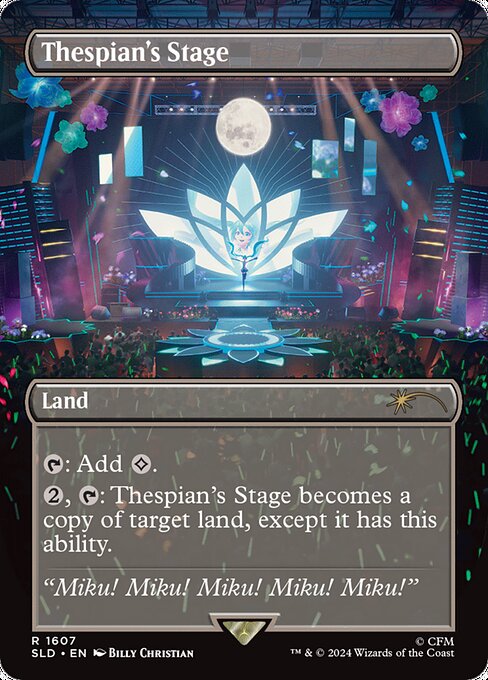 Thespian's Stage
Land
: Add .
2, : Thespian's Stage becomes a
copy of target land, except it has this
ability.
“Miku! Miku! Miku! Miku! Miku!”
R 1607
SLD • EN Billy Christian
© CFM
™ & © 2024 Wizards of the Coast